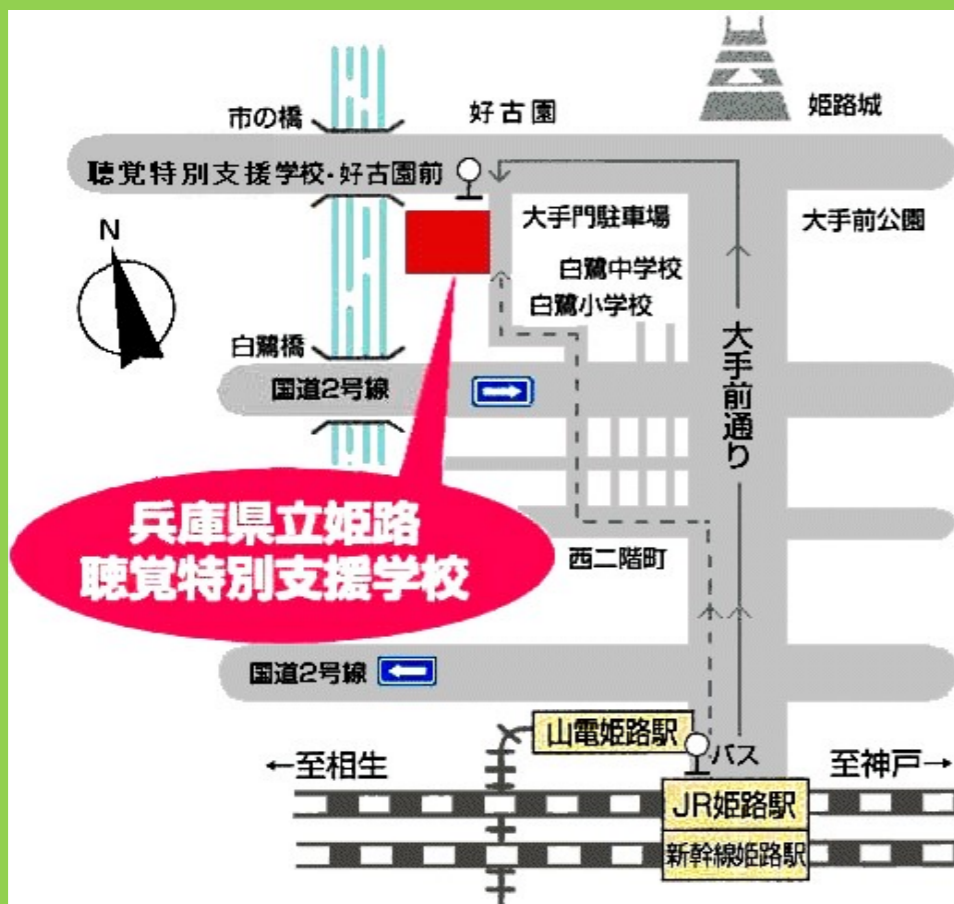 姫路城
市の橋
好古園
聴覚特別支援学校・好古園前
N
大手門駐車場
大手前公園
白鷺中学校
白鷺小学校
白鷺橋
大手前通り
国道2号線
兵庫県立姫路
聴覚特別支援学校
西二階町
国道2号線
山電姫路駅
バス
←至相生
至神戸→
JR姫路駅
新幹線姫路駅